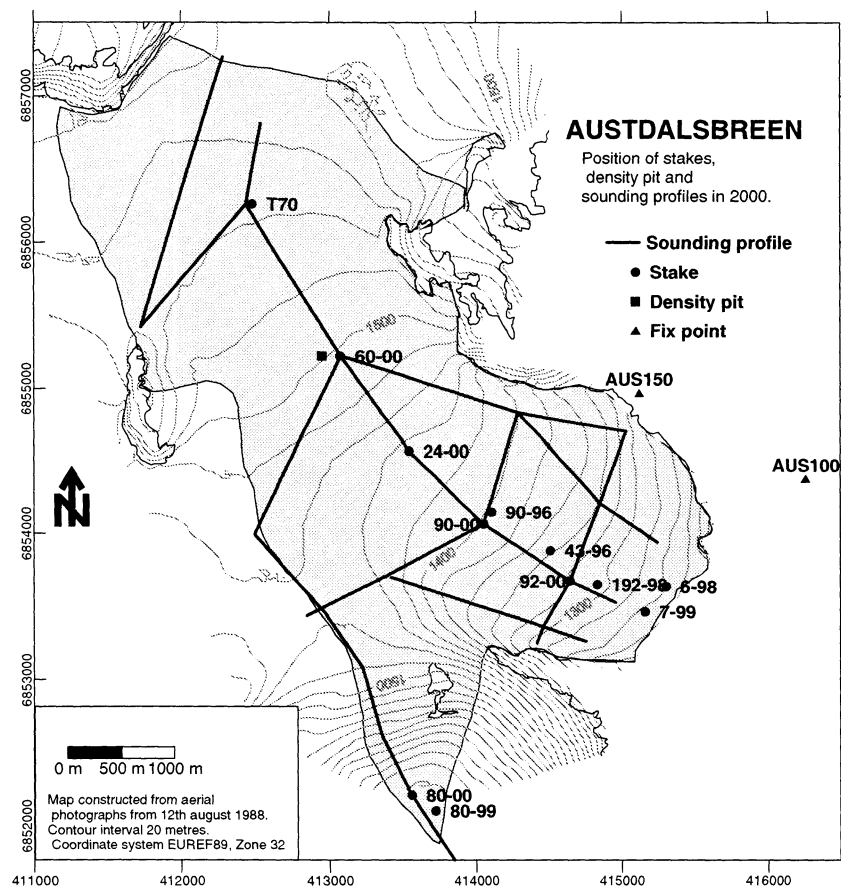 AUSTDALSBREEN
Position of stakes,
density pit and
sounding profiles in 2000.
Sounding profile
Stake
Density pit
Fix point
1500
T70
1500
60-00
AUS150
AUS100
24-00
90-00
90-96
43-96
1400
92-00
192-98
6-98
1300
7-99
1500
80-00
80-99
N
0 m 500 m 1000 m
Map constructed from aerial
photographs from 12th august 1988.
Contour interval 20 metres.
Coordinate system EUREF89, Zone 32
6857000
6856000
6855000
6854000
6853000
6852000
411000 412000 413000 414000 415000 416000